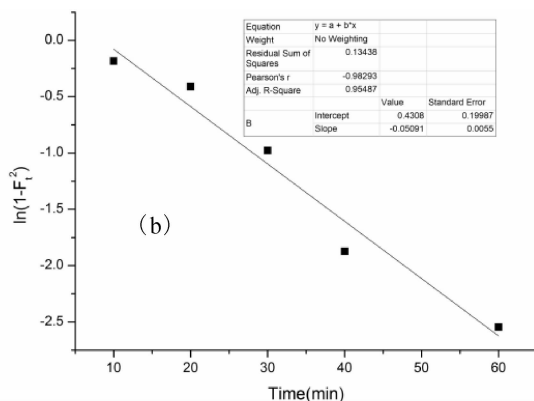 Equation y = a + b*x
Weight No Weighting
Residual Sum of Squares 0.13438
Pearson's r -0.98293
Adj. R-Square 0.95487
Value Standard Error
B Intercept 0.4308 0.19987
Slope -0.05091 0.0055
0.0
-0.5
-1.0
-1.5
-2.0
-2.5
ln(1-Fₜ²)
(b)
10 20 30 40 50 60
Time(min)